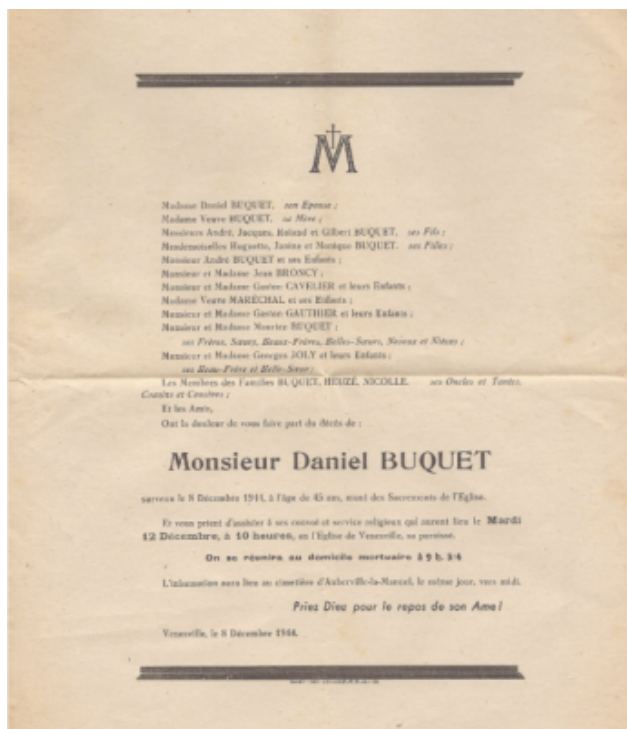 M
Madame Daniel BUQUET, son Epouse ;
Madame Veuve BUQUET, sa Mère ;
Messieurs André, Jacques, Roland et Gilbert BUQUET, ses Fils ;
Mesdemoiselles Huguette, Janine et Monique BUQUET, ses Filles ;
Monsieur André BUQUET et ses Enfants ;
Monsieur et Madame Jean BRONCY ;
Monsieur et Madame Gaston CAVELIER et leurs Enfants ;
Madame Veuve MARÉCHAL et ses Enfants ;
Monsieur et Madame Gaston GAUTHIER et leurs Enfants ;
Monsieur et Madame Maurice BUQUET ;
ses Frères, Sœurs, Beaux-Frères, Belles-Sœurs, Neveux et Nièces ;
Monsieur et Madame Georges JOLY et leurs Enfants ;
ses Beau-Frère et Belle-Sœur ;
Les Membres des Familles BUQUET, HEUZÉ, NICOLLE, ses Oncles et Tantes,
Cousins et Cousines ;
Et les Amis,
Ont la douleur de vous faire part du décès de :
Monsieur Daniel BUQUET
survenu le 8 Décembre 1944, à l'âge de 45 ans, muni des Sacrements de l'Eglise.
Et vous prient d'assister à ses convoi et service religieux qui auront lieu le Mardi
12 Décembre, à 10 heures, en l'Eglise de Venesville, sa paroisse.
On se réunira au domicile mortuaire à 9 h. 3/4
L'inhumation aura lieu au cimetière d'Auberville-la-Manuel, le même jour, vers midi.
Priez Dieu pour le repos de son Ame !
Venesville, le 8 Décembre 1944.